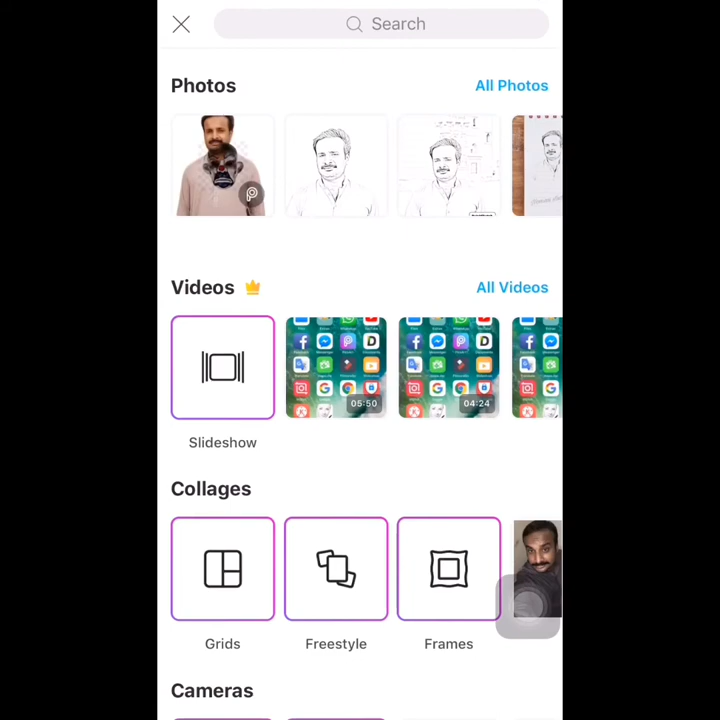 Search
Photos
All Photos
Videos
All Videos
05:50
04:24
Slideshow
Collages
Grids
Freestyle
Frames
Cameras